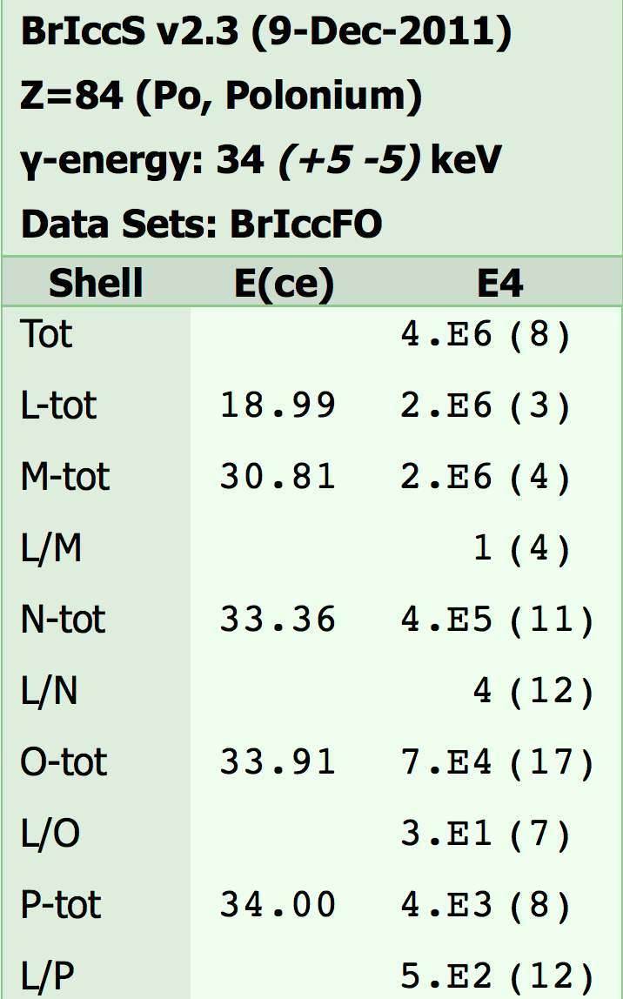 BrIccS v2.3 (9-Dec-2011)
Z=84 (Po, Polonium)
γ-energy: 34 (+5 -5) keV
Data Sets: BrIccFO
Shell E(ce) E4
Tot 4.E6 (8)
L-tot 18.99 2.E6 (3)
M-tot 30.81 2.E6 (4)
L/M 1 (4)
N-tot 33.36 4.E5 (11)
L/N 4 (12)
O-tot 33.91 7.E4 (17)
L/O 3.E1 (7)
P-tot 34.00 4.E3 (8)
L/P 5.E2 (12)